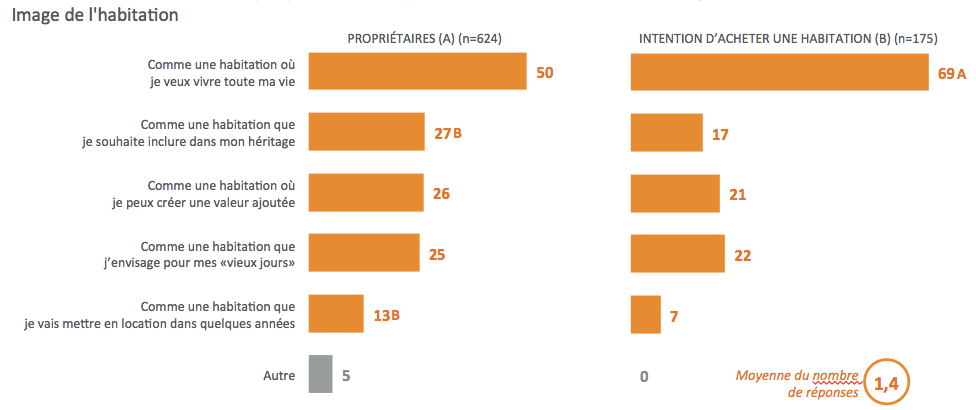 Image de l'habitation
PROPRIÉTAIRES (A) (n=624)
INTENTION D'ACHETER UNE HABITATION (B) (n=175)
Comme une habitation où
je veux vivre toute ma vie
50
69 A
Comme une habitation que
je souhaite inclure dans mon héritage
27 B
17
Comme une habitation où
je peux créer une valeur ajoutée
26
21
Comme une habitation que
j'envisage pour mes «vieux jours»
25
22
Comme une habitation que
je vais mettre en location dans quelques années
13 B
7
Autre
5
0
Moyenne du nombre
de réponses
1,4